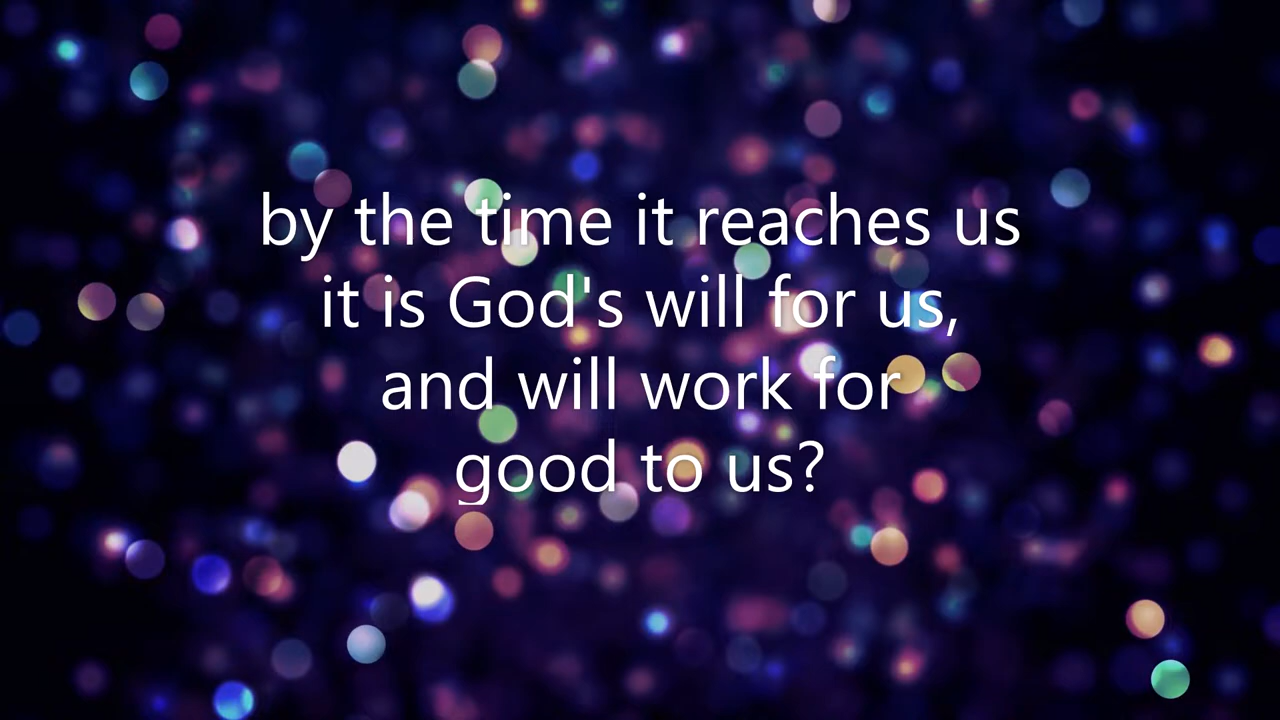 by the time it reaches us
it is God's will for us,
and will work for
good to us?